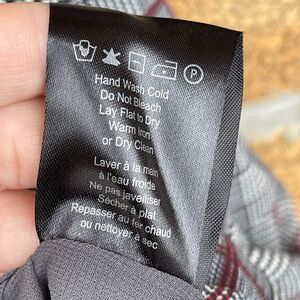 Hand Wash Cold
Do Not Bleach
Lay Flat to Dry
Warm Iron
or Dry Clean
Laver à la main
à l'eau froide
Ne pas javelliser
Sécher à plat
Repasser au fer chaud
ou nettoyer à sec